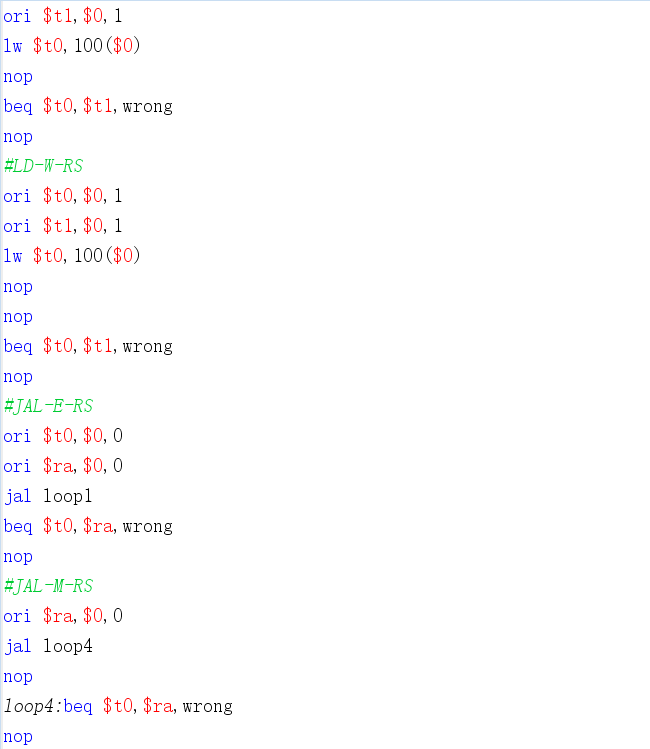 ori $t1,$0,1
lw $t0,100($0)
nop
beq $t0,$t1,wrong
nop
#LD-W-RS
ori $t0,$0,1
ori $t1,$0,1
lw $t0,100($0)
nop
nop
beq $t0,$t1,wrong
nop
#JAL-E-RS
ori $t0,$0,0
ori $ra,$0,0
jal loop1
beq $t0,$ra,wrong
nop
#JAL-M-RS
ori $ra,$0,0
jal loop4
nop
loop4:beq $t0,$ra,wrong
nop